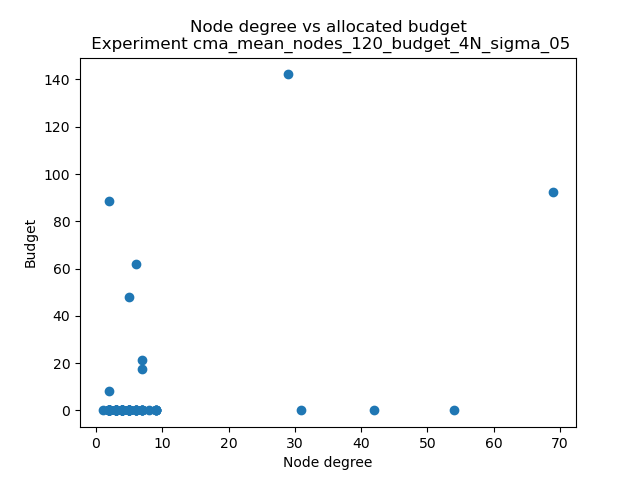 Node degree vs allocated budget
Experiment cma_mean_nodes_120_budget_4N_sigma_05
140
120
100
80
60
40
20
0
Budget
0 10 20 30 40 50 60 70
Node degree